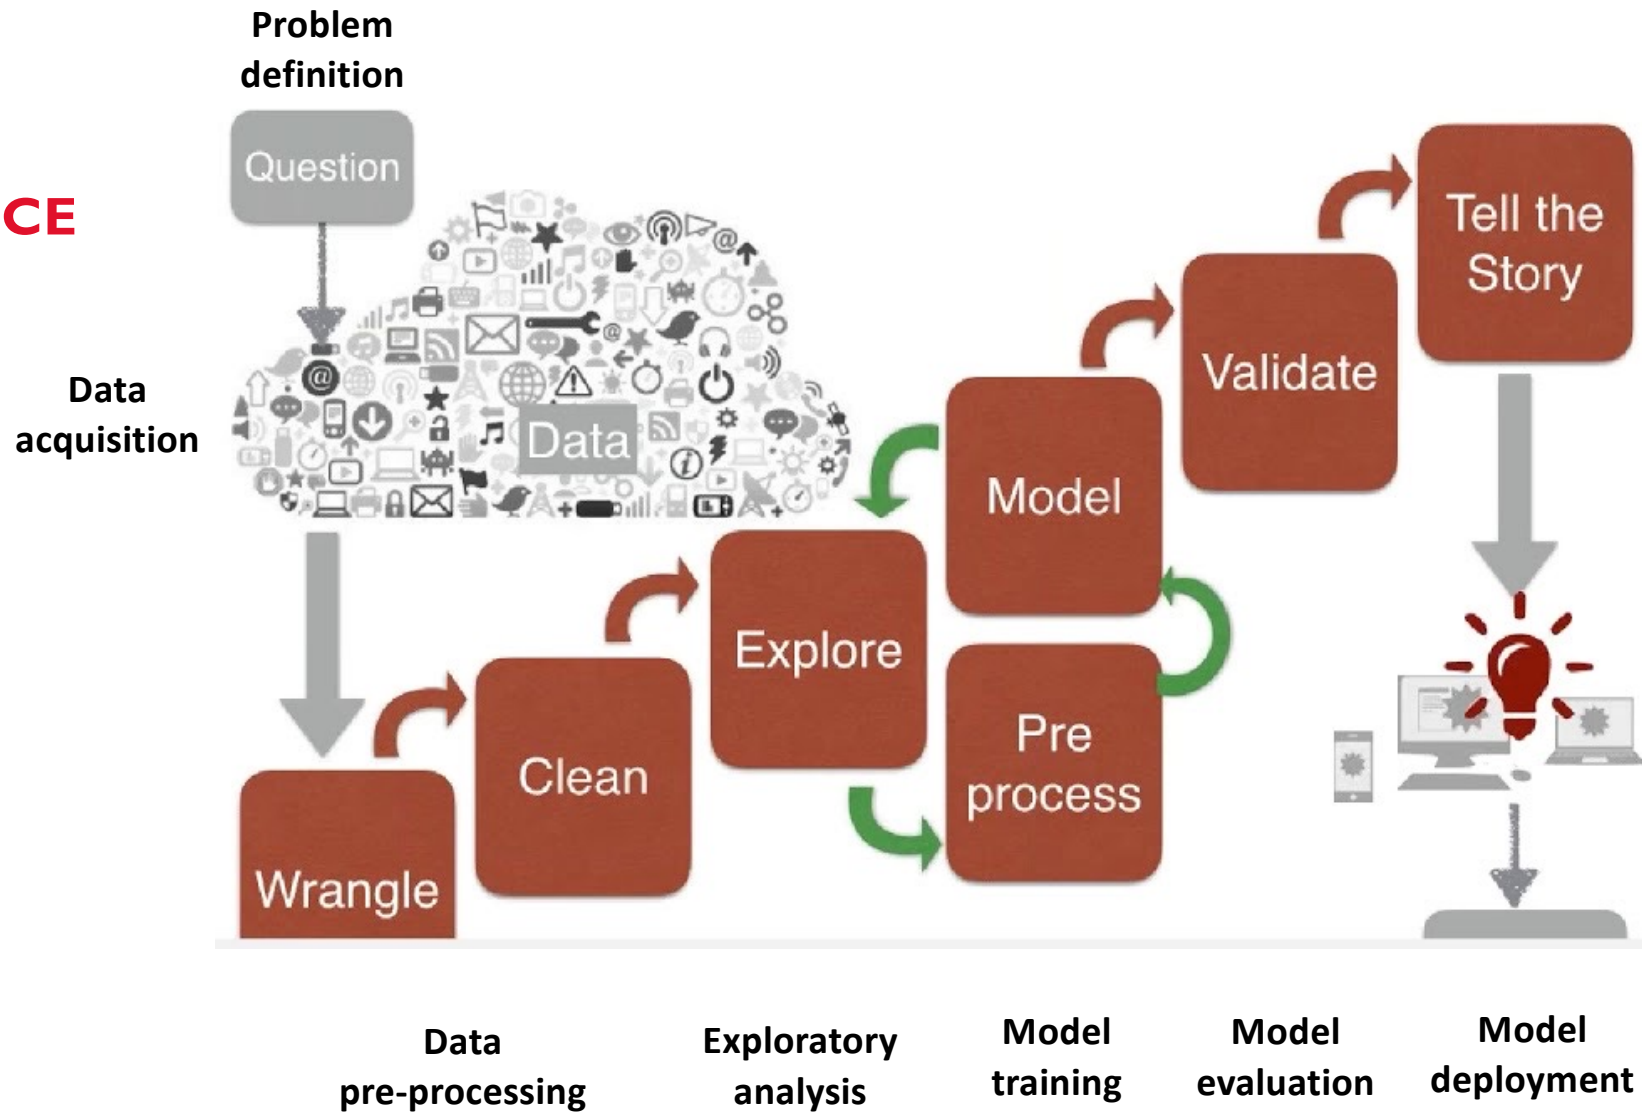 Problem
definition
Question
CE
Data
acquisition
Data
Tell the
Story
Validate
Model
Explore
Pre
process
Clean
Wrangle
Data
pre-processing
Exploratory
analysis
Model
training
Model
evaluation
Model
deployment